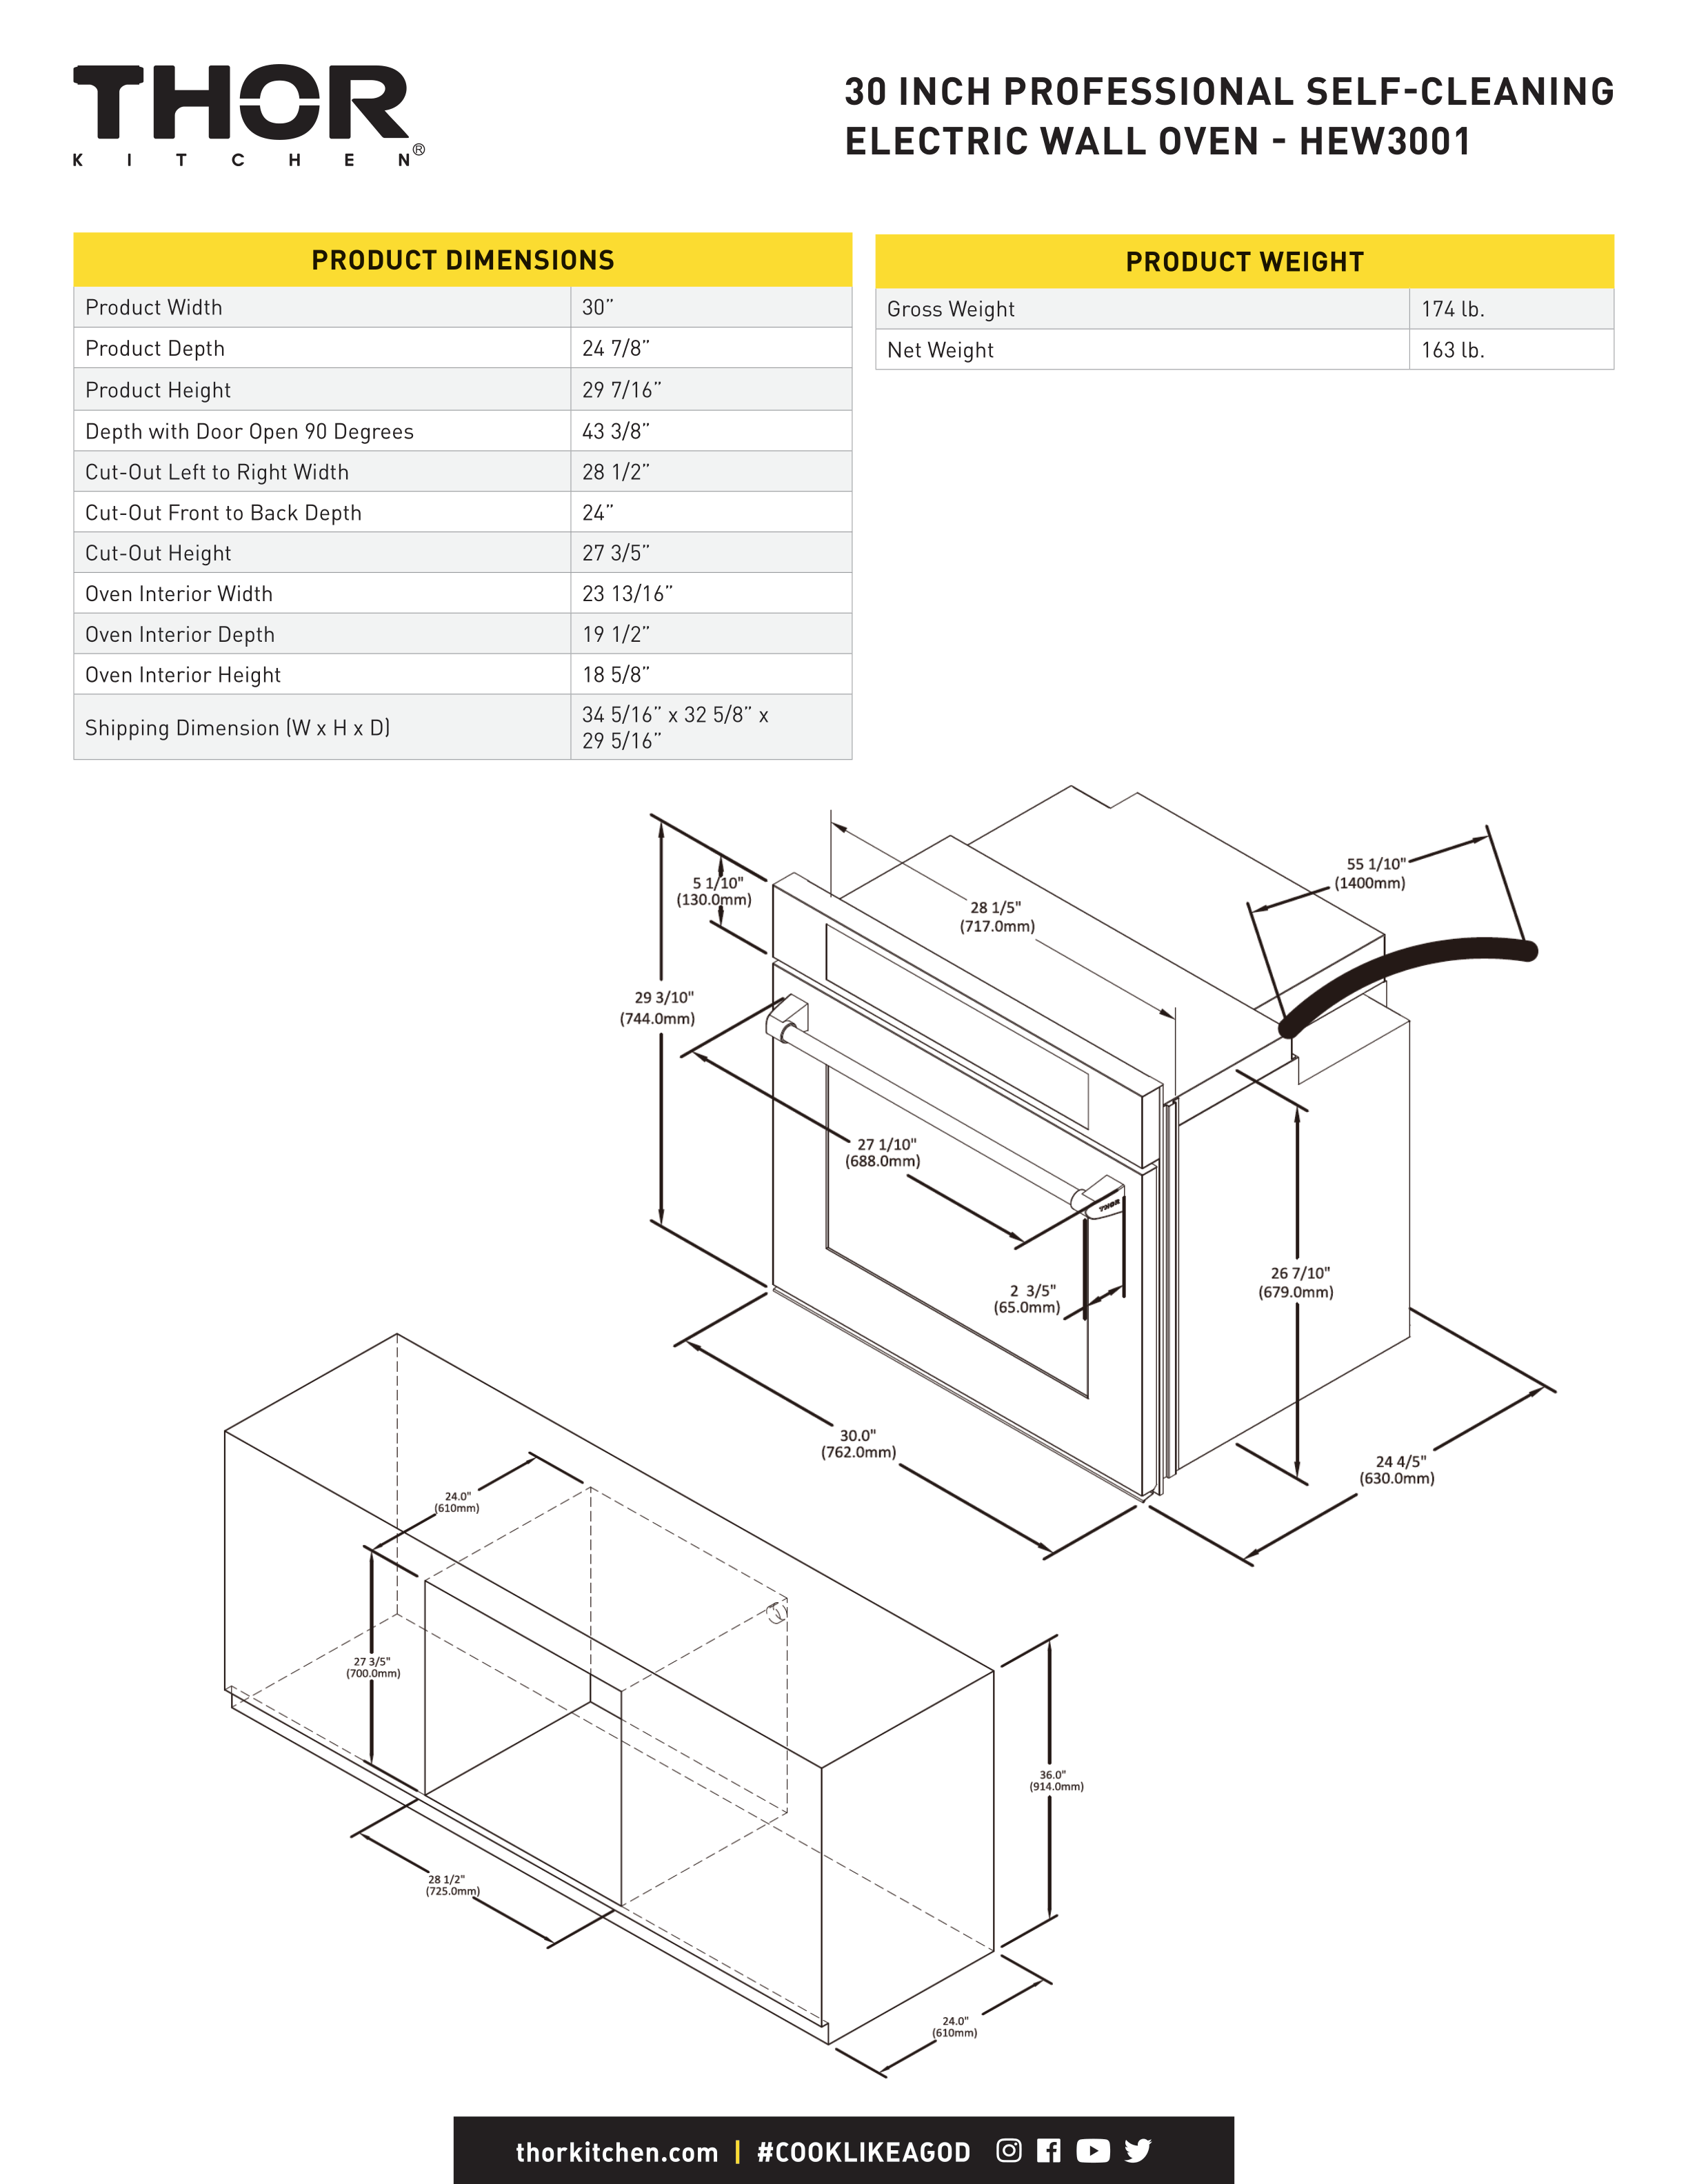 THOR
KITCHEN®
30 INCH PROFESSIONAL SELF-CLEANING
ELECTRIC WALL OVEN - HEW3001
PRODUCT DIMENSIONS
Product Width 30”
Product Depth 24 7/8”
Product Height 29 7/16”
Depth with Door Open 90 Degrees 43 3/8”
Cut-Out Left to Right Width 28 1/2”
Cut-Out Front to Back Depth 24”
Cut-Out Height 27 3/5”
Oven Interior Width 23 13/16”
Oven Interior Depth 19 1/2”
Oven Interior Height 18 5/8”
Shipping Dimension (W x H x D) 34 5/16” x 32 5/8” x
29 5/16”
PRODUCT WEIGHT
Gross Weight 174 lb.
Net Weight 163 lb.
55 1/10"
(1400mm)
5 1/10"
(130.0mm)
28 1/5"
(717.0mm)
29 3/10"
(744.0mm)
27 1/10"
(688.0mm)
THOR
26 7/10"
(679.0mm)
2 3/5"
(65.0mm)
30.0"
(762.0mm)
24 4/5"
(630.0mm)
24.0"
(610mm)
27 3/5"
(700.0mm)
36.0"
(914.0mm)
28 1/2"
(725.0mm)
24.0"
(610mm)
thorkitchen.com | #COOKLIKEAGOD